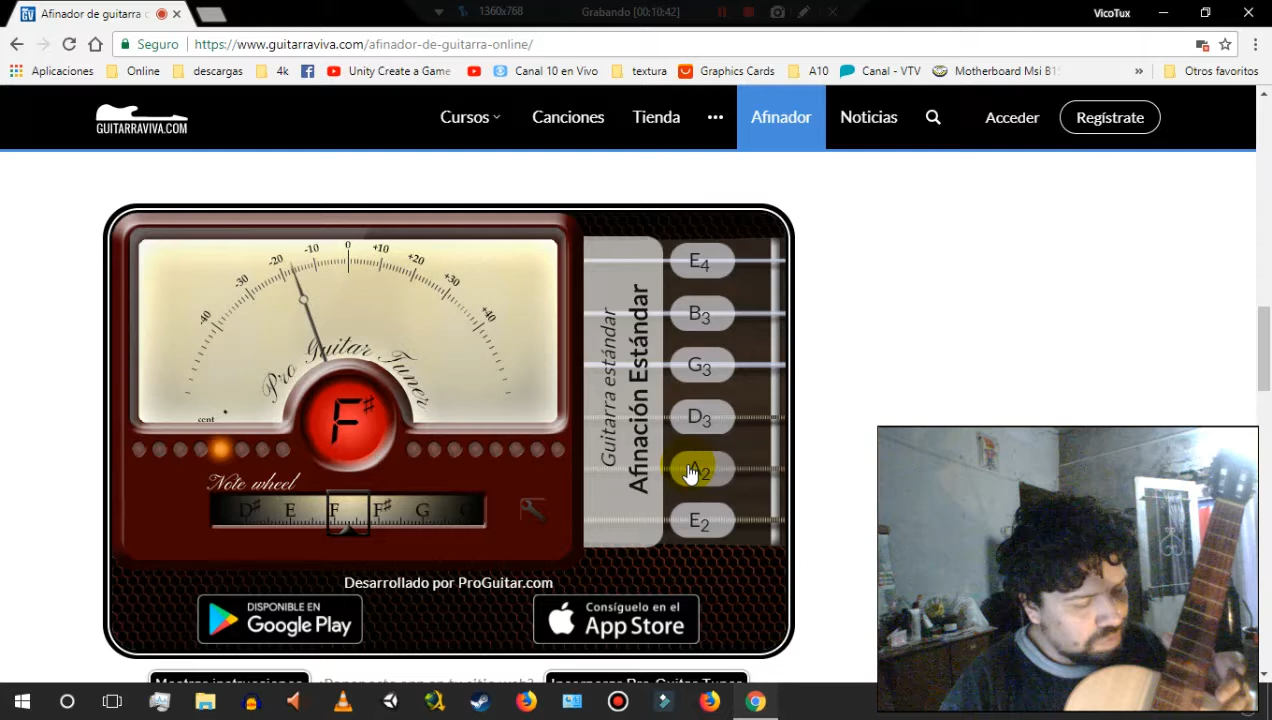 Afinador de guitarra c
1360x768
Grabando (00:10:42)
VicoTux
Seguro
https://www.guitarraviva.com/afinador-de-guitarra-online/
Aplicaciones
Online
descargas
4k
Unity Create a Game
Canal 10 en Vivo
textura
Graphics Cards
A10
Canal - VTV
Motherboard Msi B1
»
Otros favoritos
GUITARRAVIVA.COM
Cursos
Canciones
Tienda
Afinador
Noticias
Acceder
Regístrate
-40 -30 -20 -10 0 +10 +20 +30 +40
Pro Guitar Tuner
cent
F♯
Note wheel
D♯ E F F♯ G
Guitarra estándar
Afinación Estándar
E4
B3
G3
D3
A2
E2
Desarrollado por ProGuitar.com
DISPONIBLE EN
Google Play
Consíguelo en el
App Store
Mostrar instrucciones